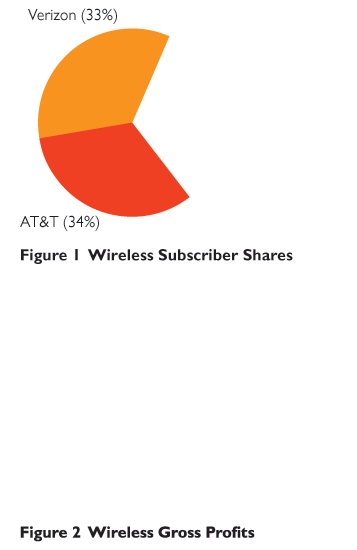 Verizon (33%)
AT&T (34%)
Figure 1 Wireless Subscriber Shares
Figure 2 Wireless Gross Profits